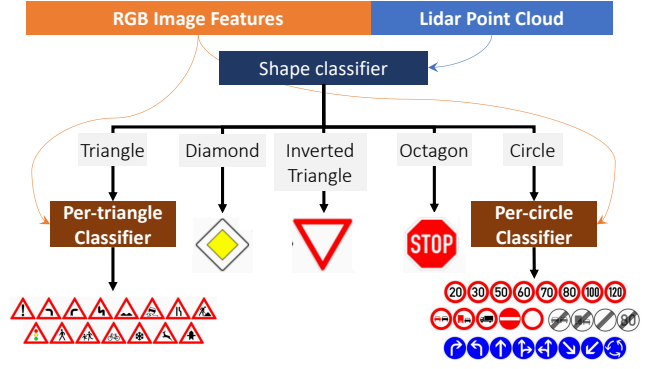 RGB Image Features
Lidar Point Cloud
Shape classifier
Triangle
Diamond
Inverted
Triangle
Octagon
Circle
Per-triangle
Classifier
STOP
Per-circle
Classifier
20 30 50 60 70 80 100 120
80